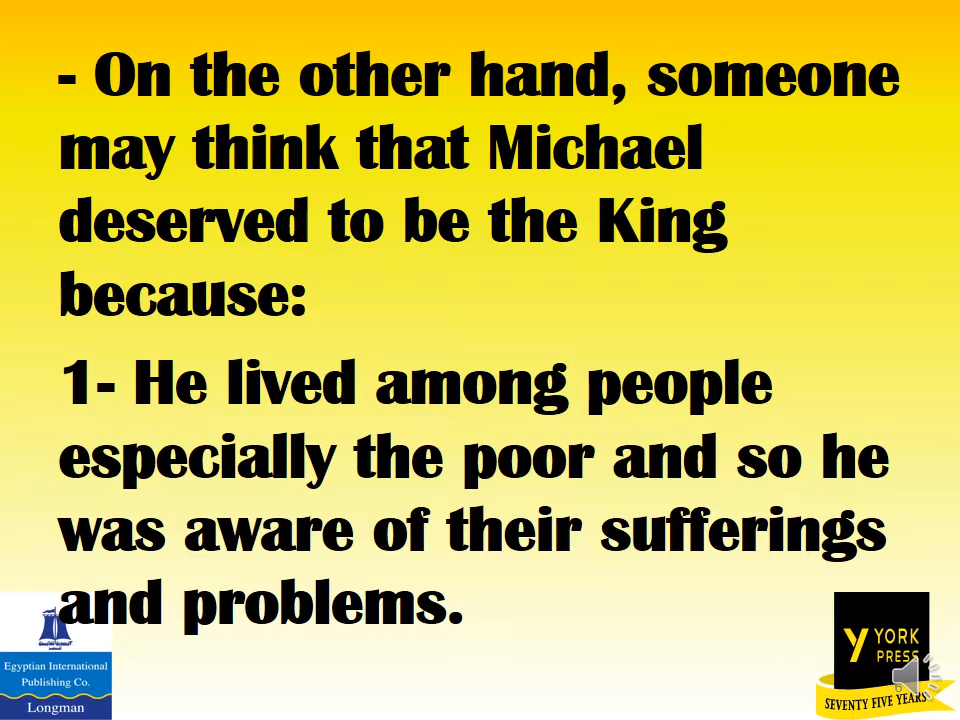 - On the other hand, someone
may think that Michael
deserved to be the King
because:
1- He lived among people
especially the poor and so he
was aware of their sufferings
and problems.
Egyptian International
Publishing Co.
Longman
y YORK
PRESS
6
SEVENTY FIVE YEARS